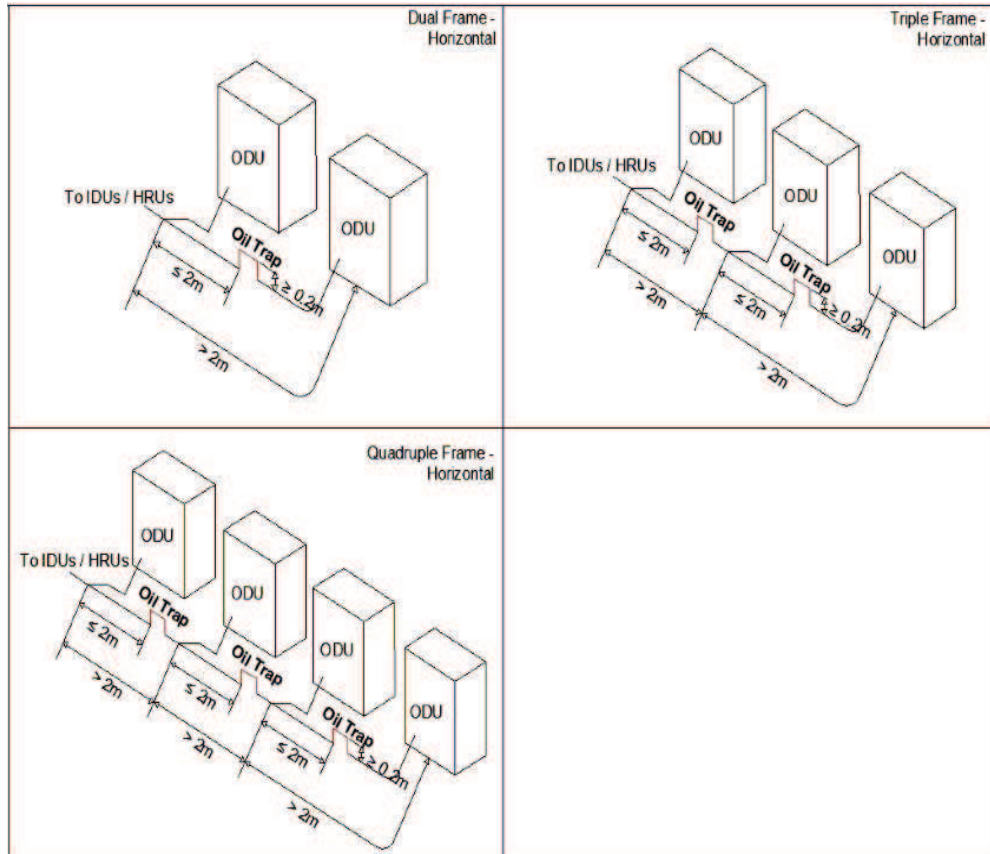 Dual Frame -
Horizontal
ODU
ODU
To IDUs / HRUs
Oil Trap
≤ 2m
≥ 0.2m
> 2m
Triple Frame -
Horizontal
ODU
ODU
ODU
To IDUs / HRUs
Oil Trap
≤ 2m
> 2m
Oil Trap
≤ 2m
≥ 0.2m
> 2m
Quadruple Frame -
Horizontal
ODU
ODU
ODU
ODU
To IDUs / HRUs
Oil Trap
≤ 2m
> 2m
Oil Trap
≤ 2m
> 2m
Oil Trap
≤ 2m
≥ 0.2m
> 2m